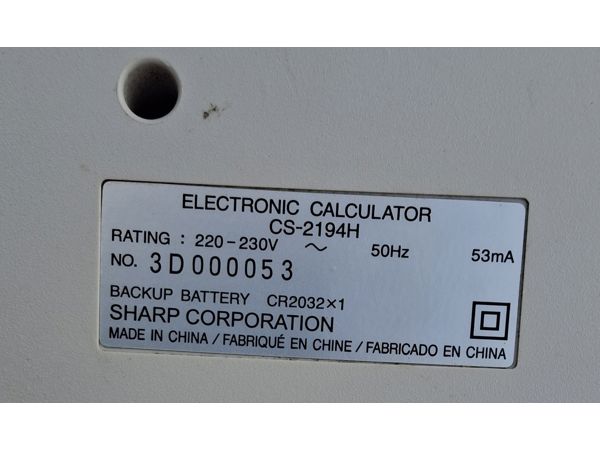 ELECTRONIC CALCULATOR
CS-2194H
RATING : 220-230V ~ 50Hz 53mA
NO. 3D000053
BACKUP BATTERY CR2032×1
SHARP CORPORATION
MADE IN CHINA / FABRIQUÉ EN CHINE / FABRICADO EN CHINA